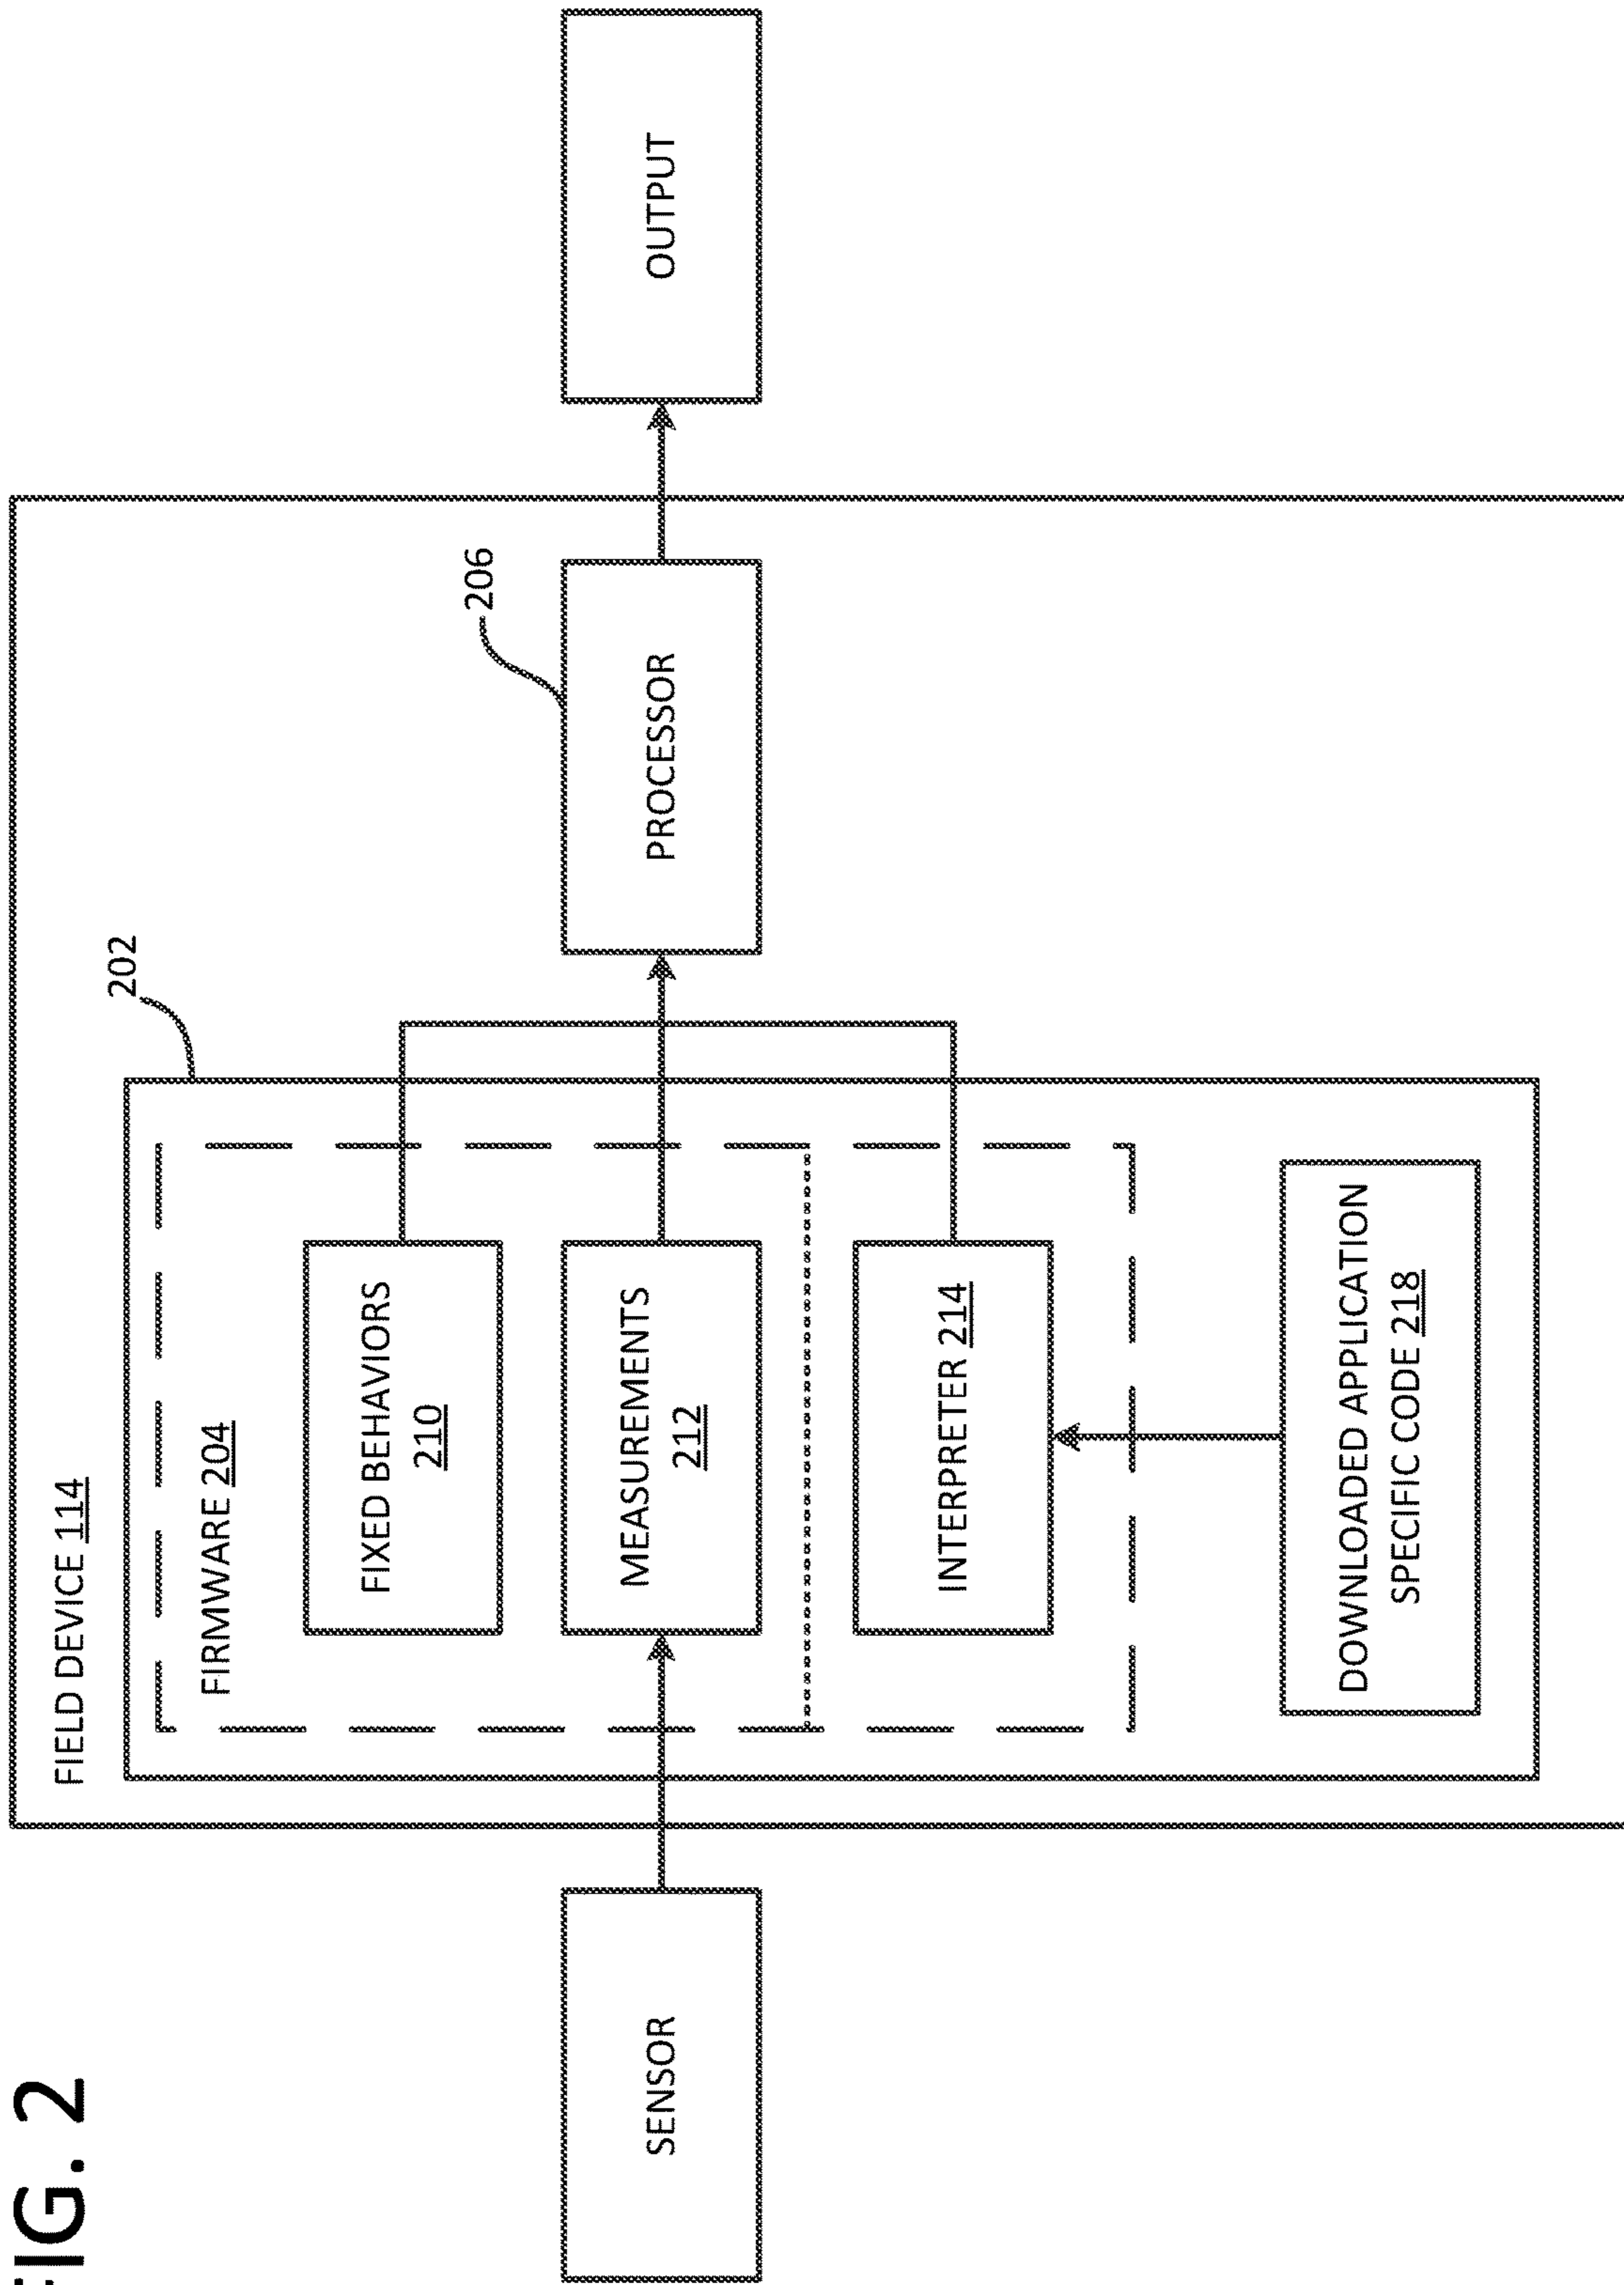 FIG. 2
FIELD DEVICE 114
202
FIRMWARE 204
206
FIXED BEHAVIORS
210
SENSOR
MEASUREMENTS
212
PROCESSOR
OUTPUT
INTERPRETER 214
DOWNLOADED APPLICATION
SPECIFIC CODE 218